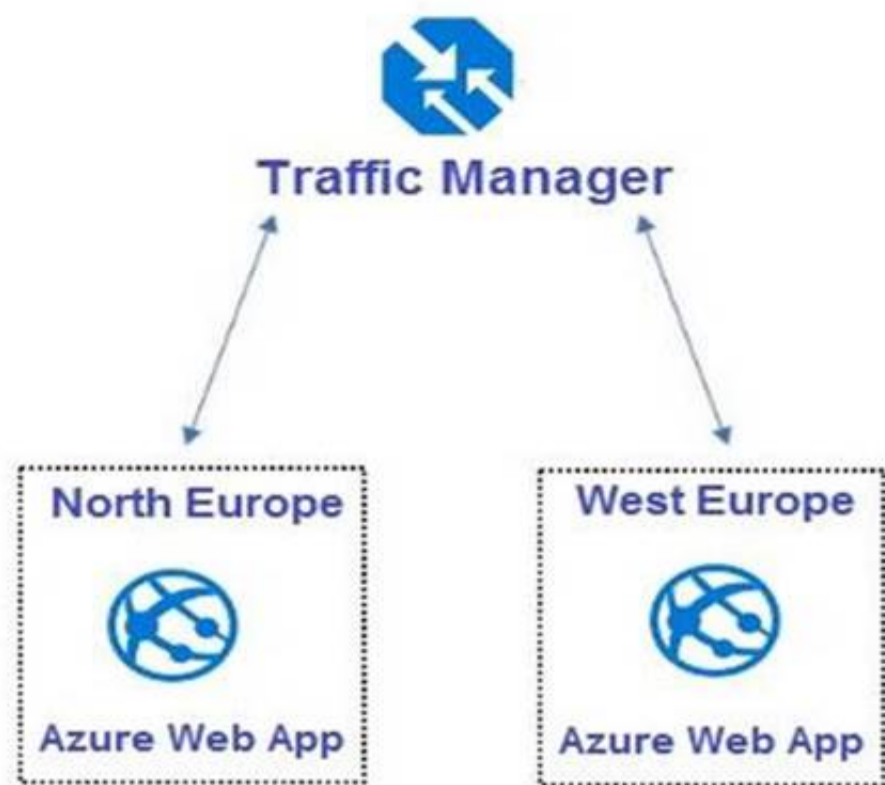 Traffic Manager
North Europe
Azure Web App
West Europe
Azure Web App